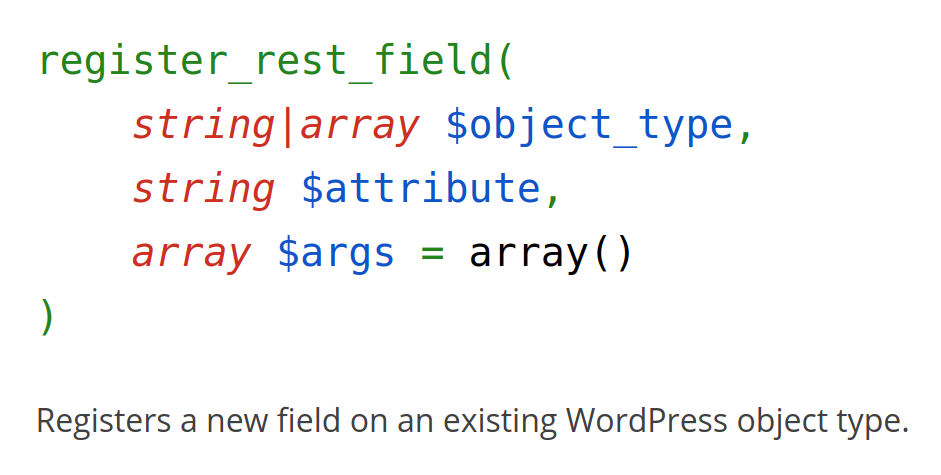 register_rest_field(
    string|array $object_type,
    string $attribute,
    array $args = array()
)
Registers a new field on an existing WordPress object type.